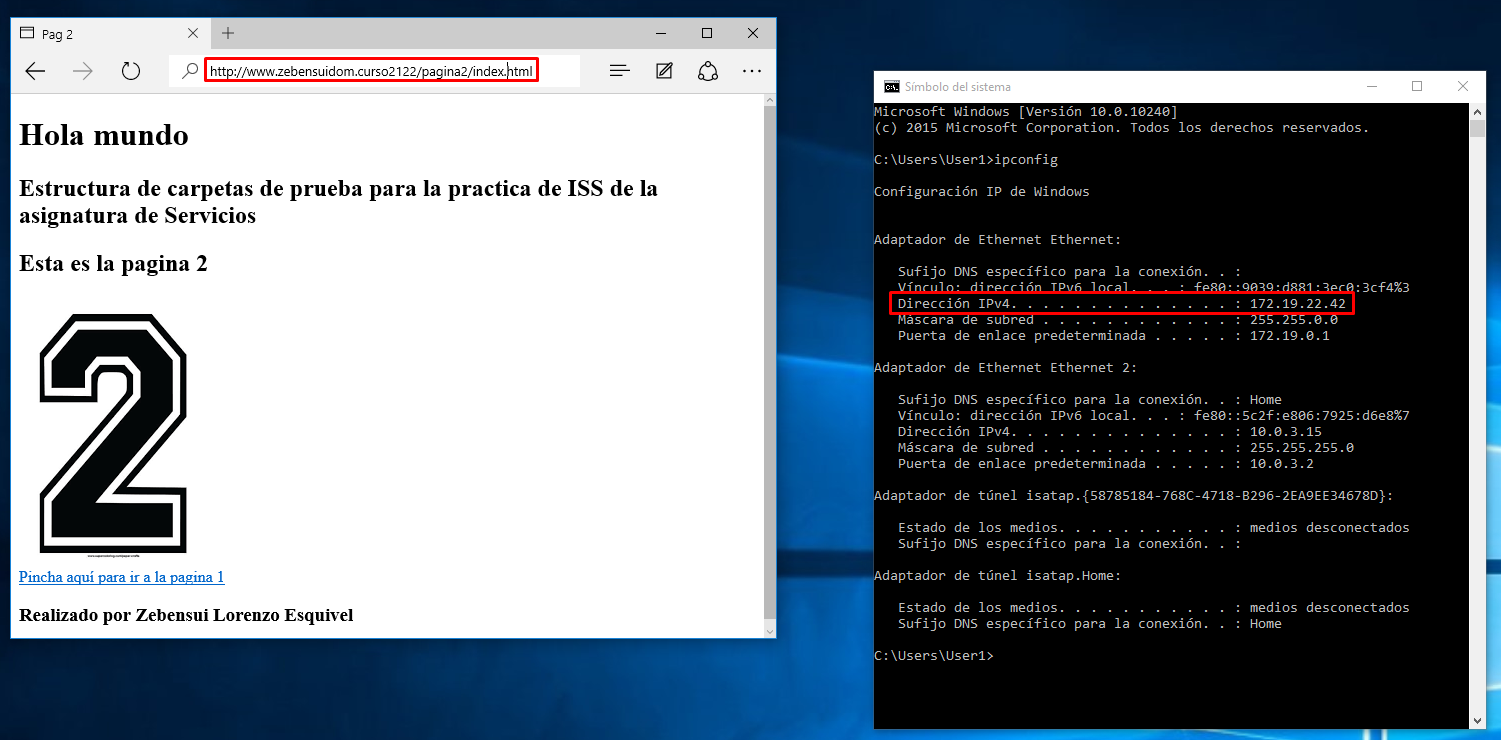 Pag 2
http://www.zebensuidom.curso2122/pagina2/index.html
Hola mundo
Estructura de carpetas de prueba para la practica de ISS de la
asignatura de Servicios
Esta es la pagina 2
2
Pincha aquí para ir a la pagina 1
Realizado por Zebensui Lorenzo Esquivel
Símbolo del sistema
Microsoft Windows [Versión 10.0.10240]
(c) 2015 Microsoft Corporation. Todos los derechos reservados.
C:\Users\User1>ipconfig
Configuración IP de Windows
Adaptador de Ethernet Ethernet:
Sufijo DNS específico para la conexión. . :
Vínculo: dirección IPv6 local. . . : fe80::9039:d881:3ec0:3cf4%3
Dirección IPv4. . . . . . . . . . . . . . : 172.19.22.42
Máscara de subred . . . . . . . . . . . . : 255.255.0.0
Puerta de enlace predeterminada . . . . . : 172.19.0.1
Adaptador de Ethernet Ethernet 2:
Sufijo DNS específico para la conexión. . : Home
Vínculo: dirección IPv6 local. . . : fe80::5c2f:e806:7925:d6e8%7
Dirección IPv4. . . . . . . . . . . . . . : 10.0.3.15
Máscara de subred . . . . . . . . . . . . : 255.255.255.0
Puerta de enlace predeterminada . . . . . : 10.0.3.2
Adaptador de túnel isatap.{58785184-768C-4718-B296-2EA9EE34678D}:
Estado de los medios. . . . . . . . . . . : medios desconectados
Sufijo DNS específico para la conexión. . :
Adaptador de túnel isatap.Home:
Estado de los medios. . . . . . . . . . . : medios desconectados
Sufijo DNS específico para la conexión. . : Home
C:\Users\User1>